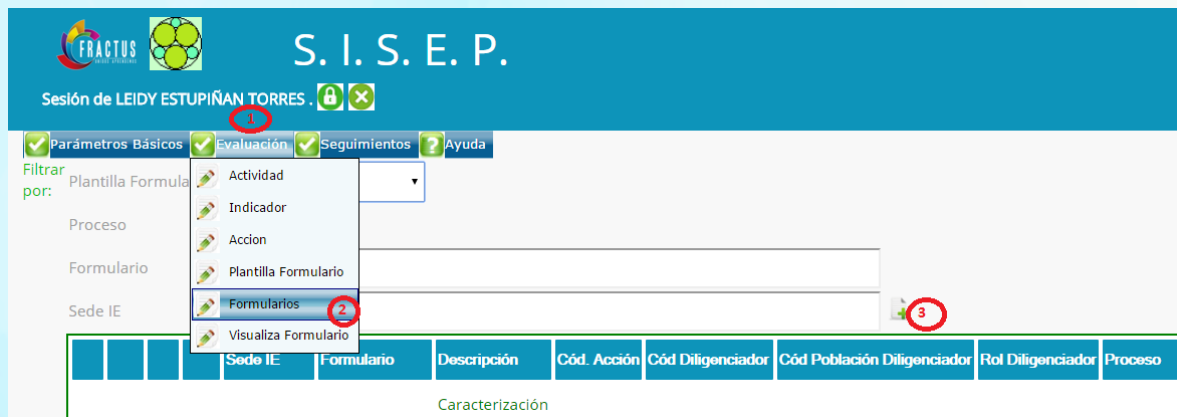 FRACTUS
S. I. S. E. P.
Sesión de LEIDY ESTUPIÑAN TORRES .
1
Parámetros Básicos Evaluación Seguimientos Ayuda
Filtrar por:
Plantilla Formula
Proceso
Formulario
Sede IE
Actividad
Indicador
Accion
Plantilla Formulario
Formularios 2
Visualiza Formulario
3
Sede IE Formulario Descripción Cód. Acción Cód Diligenciador Cód Población Diligenciador Rol Diligenciador Proceso
Caracterización